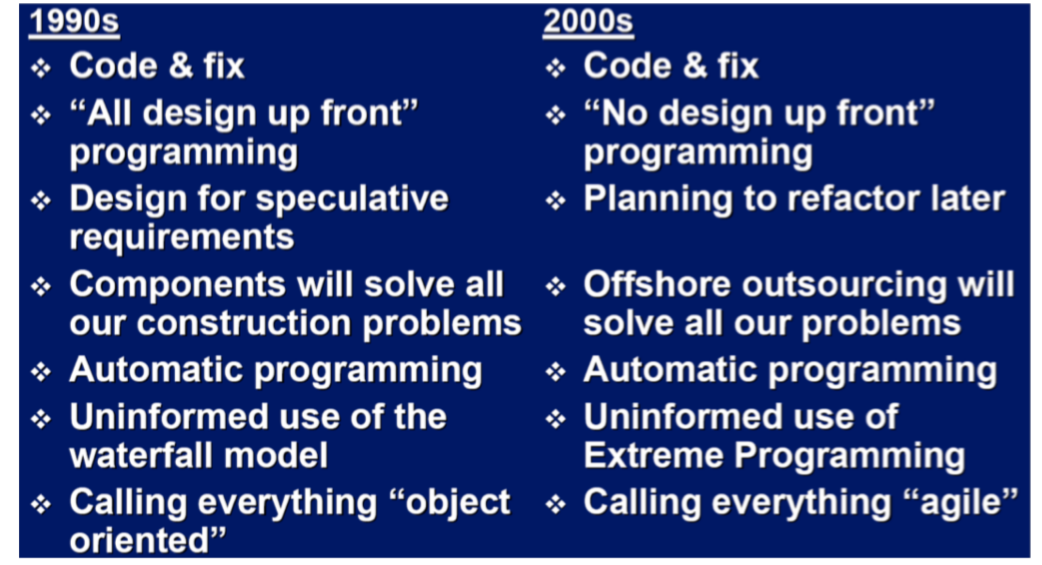 1990s
❖ Code & fix
❖ “All design up front”
programming
❖ Design for speculative
requirements
❖ Components will solve all
our construction problems
❖ Automatic programming
❖ Uninformed use of the
waterfall model
❖ Calling everything “object
oriented”
2000s
❖ Code & fix
❖ “No design up front”
programming
❖ Planning to refactor later
❖ Offshore outsourcing will
solve all our problems
❖ Automatic programming
❖ Uninformed use of
Extreme Programming
❖ Calling everything “agile”